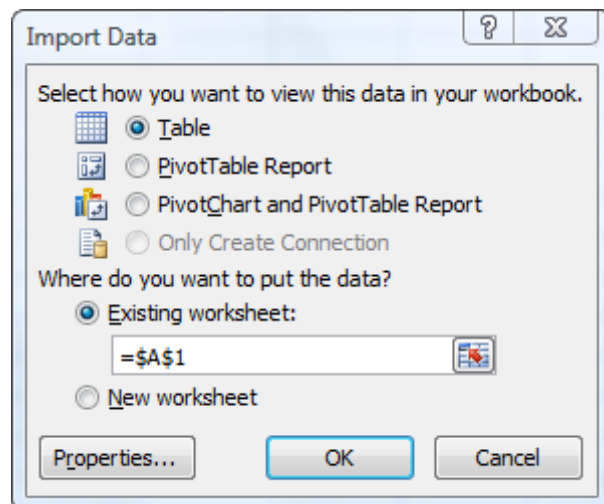 Import Data
Select how you want to view this data in your workbook.
Table
PivotTable Report
PivotChart and PivotTable Report
Only Create Connection
Where do you want to put the data?
Existing worksheet:
=$A$1
New worksheet
Properties... OK Cancel